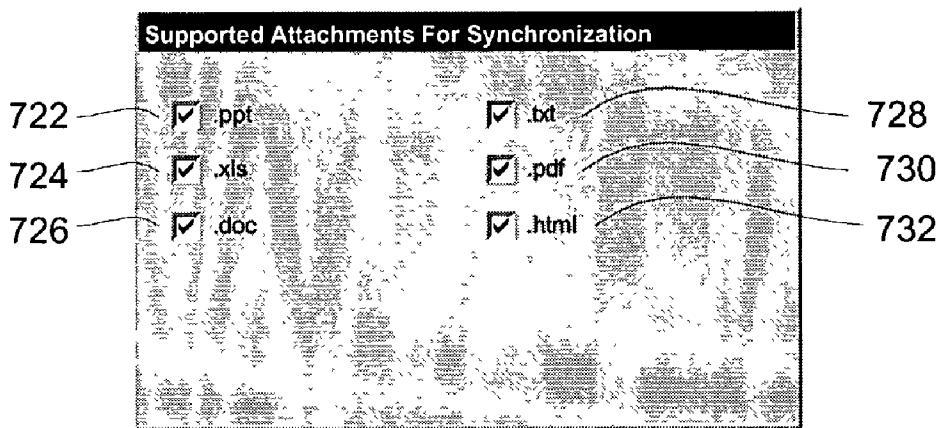 Supported Attachments For Synchronization
722 .ppt .txt 728
724 .xls .pdf 730
726 .doc .html 732